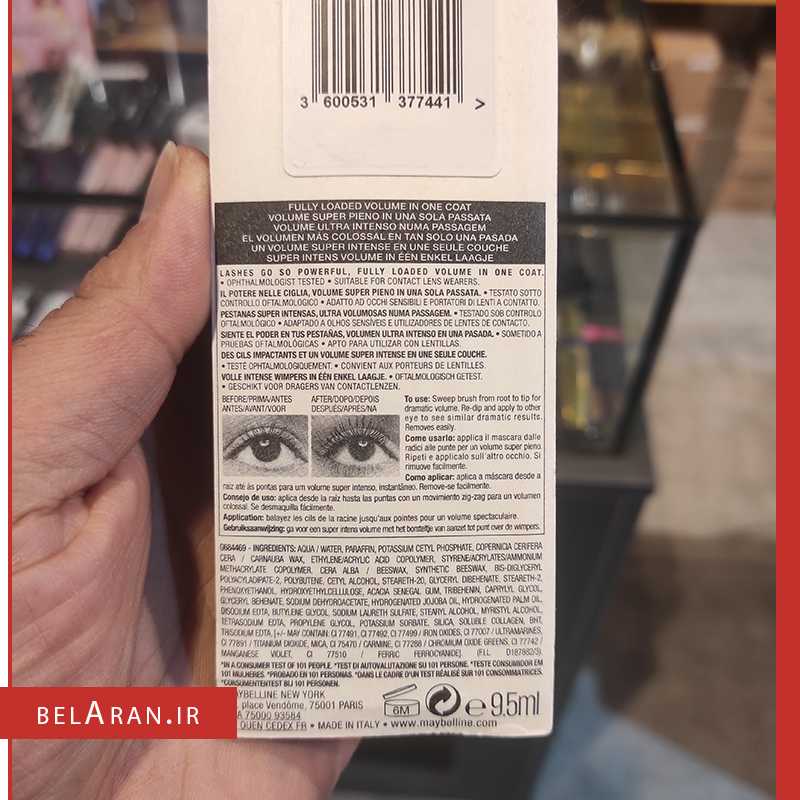 3 600531 377441 >
FULLY LOADED VOLUME IN ONE COAT
VOLUME SUPER PIENO IN UNA SOLA PASSATA
VOLUME ULTRA INTENSO NUMA PASSAGEM
EL VOLUMEN MÁS COLOSSAL EN TAN SOLO UNA PASADA
UN VOLUME SUPER INTENSE EN UNE SEULE COUCHE
SUPER INTENS VOLUME IN ÉÉN ENKEL LAAGJE
LASHES GO SO POWERFUL, FULLY LOADED VOLUME IN ONE COAT.
• OPHTHALMOLOGIST TESTED • SUITABLE FOR CONTACT LENS WEARERS.
IL POTERE NELLE CIGLIA, VOLUME SUPER PIENO IN UNA SOLA PASSATA. • TESTATO SOTTO
CONTROLLO OFTALMOLOGICO • ADATTO AD OCCHI SENSIBILI E PORTATORI DI LENTI A CONTATTO.
PESTANAS SUPER INTENSAS, ULTRA VOLUMOSAS NUMA PASSAGEM. • TESTADO SOB CONTROLO
OFTALMOLÓGICO • ADAPTADO A OLHOS SENSÍVEIS E UTILIZADORES DE LENTES DE CONTACTO.
SIENTE EL PODER EN TUS PESTAÑAS, VOLUMEN ULTRA INTENSO EN UNA PASADA. • SOMETIDO A
PRUEBAS OFTALMOLÓGICAS • APTO PARA UTILIZAR CON LENTILLAS.
DES CILS IMPACTANTS ET UN VOLUME SUPER INTENSE EN UNE SEULE COUCHE.
• TESTÉ OPHTALMOLOGIQUEMENT. • CONVIENT AUX PORTEURS DE LENTILLES.
VOLLE INTENSE WIMPERS IN ÉÉN ENKEL LAAGJE. • OFTALMOLOGISCH GETEST.
• GESCHIKT VOOR DRAGERS VAN CONTACTLENZEN.
BEFORE/PRIMA/ANTES
ANTES/AVANT/VOOR
AFTER/DOPO/DEPOIS
DESPUÉS/APRÈS/NA
To use: Sweep brush from root to tip for
dramatic volume. Re-dip and apply to other
eye to see similar dramatic results.
Removes easily.
Come usarlo: applica il mascara dalle
radici alle punte per un volume super pieno.
Ripeti e applicalo sull'altro occhio. Si
rimuove facilmente.
Como aplicar: aplica a máscara desde a
raiz até às pontas para um volume super intenso, instantâneo. Remove-se facilmente.
Consejo de uso: aplica desde la raíz hasta las puntas con un movimiento zig-zag para un volumen
colossal. Se desmaquilla fácilmente.
Application: balayez les cils de la racine jusqu'aux pointes pour un volume spectaculaire.
Gebruiksaanwijzing: ga voor een super intens volume met het borsteltje van aanzet tot punt over de wimpers.
G684469 - INGREDIENTS: AQUA / WATER, PARAFFIN, POTASSIUM CETYL PHOSPHATE, COPERNICIA CERIFERA
CERA / CARNAUBA WAX, ETHYLENE/ACRYLIC ACID COPOLYMER, STYRENE/ACRYLATES/AMMONIUM
METHACRYLATE COPOLYMER, CERA ALBA / BEESWAX, SYNTHETIC BEESWAX, BIS-DIGLYCERYL
POLYACYLADIPATE-2, POLYBUTENE, CETYL ALCOHOL, STEARETH-20, GLYCERYL DIBEHENATE, STEARETH-2,
PHENOXYETHANOL, HYDROXYETHYLCELLULOSE, ACACIA SENEGAL GUM, TRIBEHENIN, CAPRYLYL GLYCOL,
GLYCERYL BEHENATE, SODIUM DEHYDROACETATE, HYDROGENATED JOJOBA OIL, HYDROGENATED PALM OIL,
DISODIUM EDTA, BUTYLENE GLYCOL, SODIUM LAURETH SULFATE, STEARYL ALCOHOL, MYRISTYL ALCOHOL,
TETRASODIUM EDTA, PROPYLENE GLYCOL, POTASSIUM SORBATE, SILICA, SOLUBLE COLLAGEN, BNT,
TRISODIUM EDTA, [+/- MAY CONTAIN: CI 77491, CI 77492, CI 77499 / IRON OXIDES, CI 77007 / ULTRAMARINES,
CI 77891 / TITANIUM DIOXIDE, MICA, CI 75470 / CARMINE, CI 77288 / CHROMIUM OXIDE GREENS, CI 77742 /
MANGANESE VIOLET, CI 77510 / FERRIC FERROCYANIDE]. (F.I.L. D187882/3).
*IN A CONSUMER TEST OF 101 PEOPLE. *TEST DI AUTOVALUTAZIONE SU 101 PERSONE. *TESTE CONSUMIDOR EM
101 MULHERES. *PROBADO EN 101 PERSONAS. *DANS LE CADRE D'UN TEST RÉALISÉ SUR 101 CONSOMMATRICES.
*CONSUMENTENTEST BIJ 101 PERSONEN.
YBELLINE NEW YORK
, place Vendôme, 75001 PARIS
A 75000 93584
OUEN CEDEX FR • MADE IN ITALY • www.maybelline.com
6M
e 9.5ml
BELARAN.IR